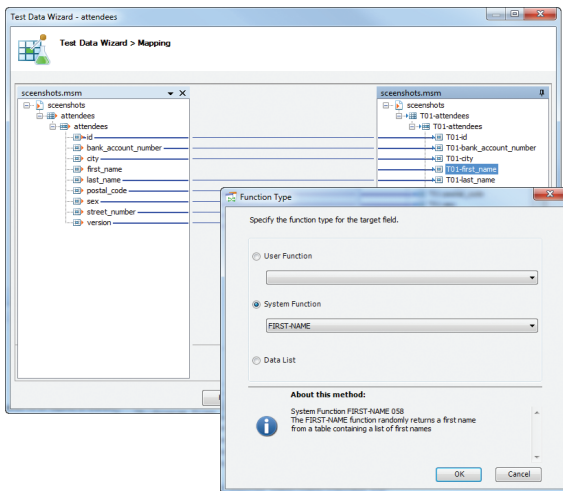 Test Data Wizard - attendees
Test Data Wizard > Mapping
sceenshots.msm
sceenshots
attendees
attendees
id
bank_account_number
city
first_name
last_name
postal_code
sex
street_number
version
sceenshots.msm
sceenshots
T01-attendees
T01-attendees
T01-id
T01-bank_account_number
T01-city
T01-first_name
T01-last_name
Function Type
Specify the function type for the target field.
User Function
System Function
FIRST-NAME
Data List
About this method:
System Function FIRST-NAME 058
The FIRST-NAME function randomly returns a first name
from a table containing a list of first names
OK Cancel